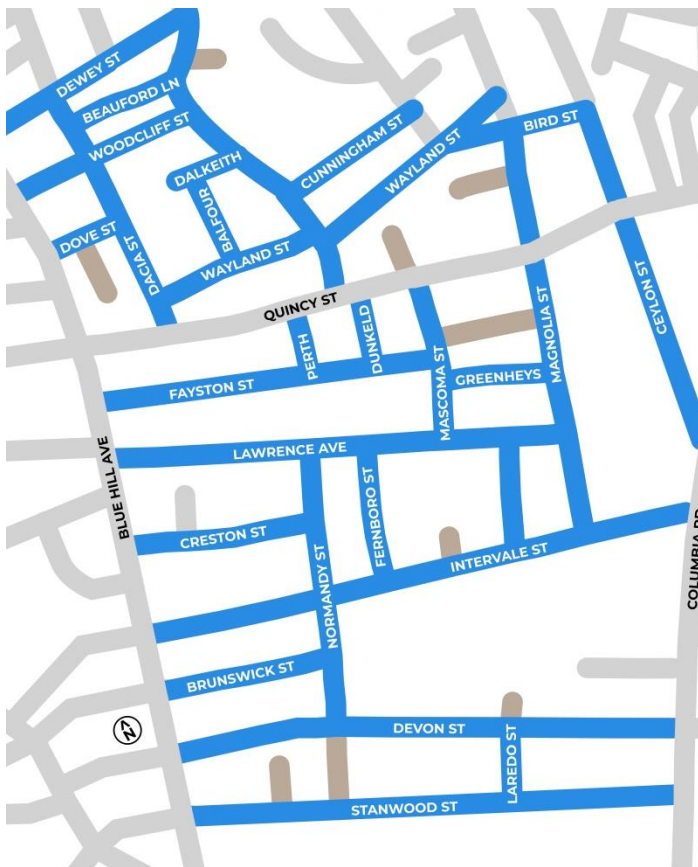 DEWEY ST
BEAUFORD LN
WOODCLIFF ST
DALKEITH
CUNNINGHAM ST
WAYLAND ST
BIRD ST
DOVE ST
DACIA ST
BALFOUR
WAYLAND ST
QUINCY ST
CEYLON ST
PERTH
DUNKELD
MAGNOLIA ST
FAYSTON ST
MASCOMA ST
GREENHEYS
LAWRENCE AVE
BLUE HILL AVE
FERNBORO ST
CRESTON ST
INTERVALE ST
COLUMBIA RD
NORMANDY ST
BRUNSWICK ST
N
DEVON ST
LAREDO ST
STANWOOD ST